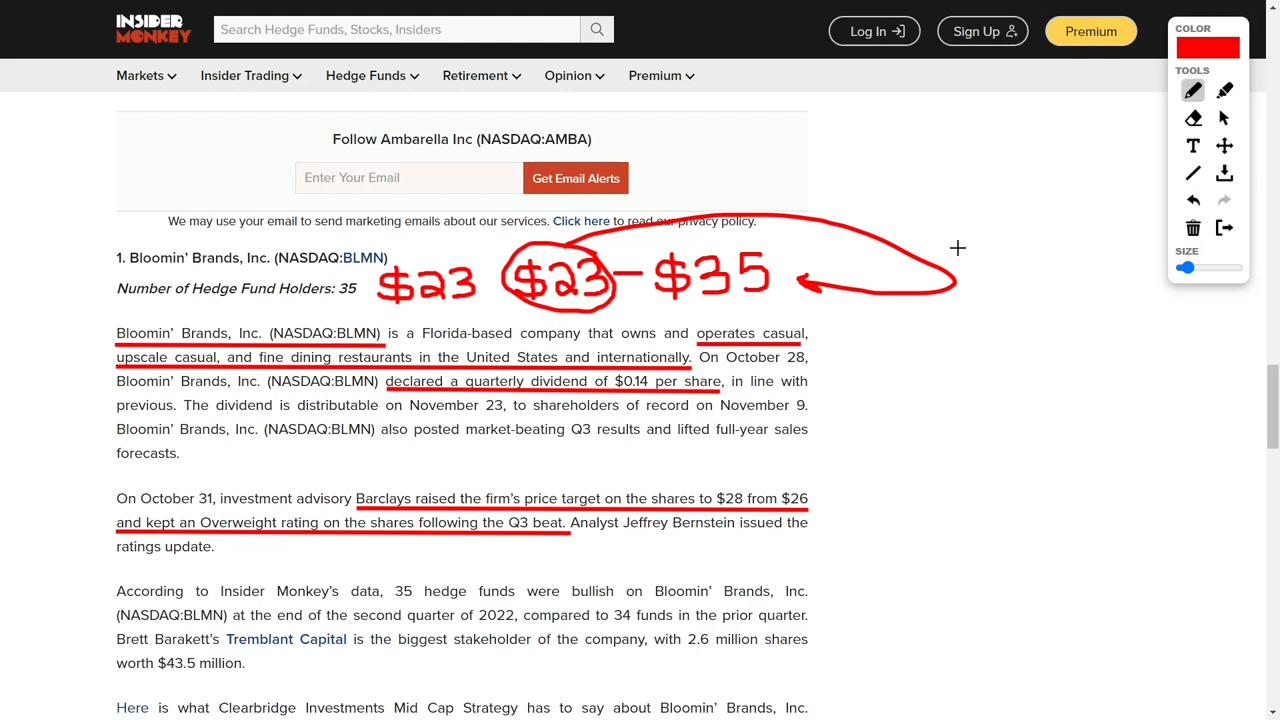 INSIDER
MONKEY
Search Hedge Funds, Stocks, Insiders
Log In
Sign Up
Premium
COLOR
TOOLS
T
SIZE
Markets
Insider Trading
Hedge Funds
Retirement
Opinion
Premium
Follow Ambarella Inc (NASDAQ:AMBA)
Enter Your Email
Get Email Alerts
We may use your email to send marketing emails about our services. Click here to read our privacy policy.
1. Bloomin' Brands, Inc. (NASDAQ:BLMN)
$23 $23 - $35
Number of Hedge Fund Holders: 35
Bloomin' Brands, Inc. (NASDAQ:BLMN) is a Florida-based company that owns and operates casual,
upscale casual, and fine dining restaurants in the United States and internationally. On October 28,
Bloomin' Brands, Inc. (NASDAQ:BLMN) declared a quarterly dividend of $0.14 per share, in line with
previous. The dividend is distributable on November 23, to shareholders of record on November 9.
Bloomin' Brands, Inc. (NASDAQ:BLMN) also posted market-beating Q3 results and lifted full-year sales
forecasts.
On October 31, investment advisory Barclays raised the firm's price target on the shares to $28 from $26
and kept an Overweight rating on the shares following the Q3 beat. Analyst Jeffrey Bernstein issued the
ratings update.
According to Insider Monkey's data, 35 hedge funds were bullish on Bloomin' Brands, Inc.
(NASDAQ:BLMN) at the end of the second quarter of 2022, compared to 34 funds in the prior quarter.
Brett Barakett's Tremblant Capital is the biggest stakeholder of the company, with 2.6 million shares
worth $43.5 million.
Here is what Clearbridge Investments Mid Cap Strategy has to say about Bloomin' Brands, Inc.